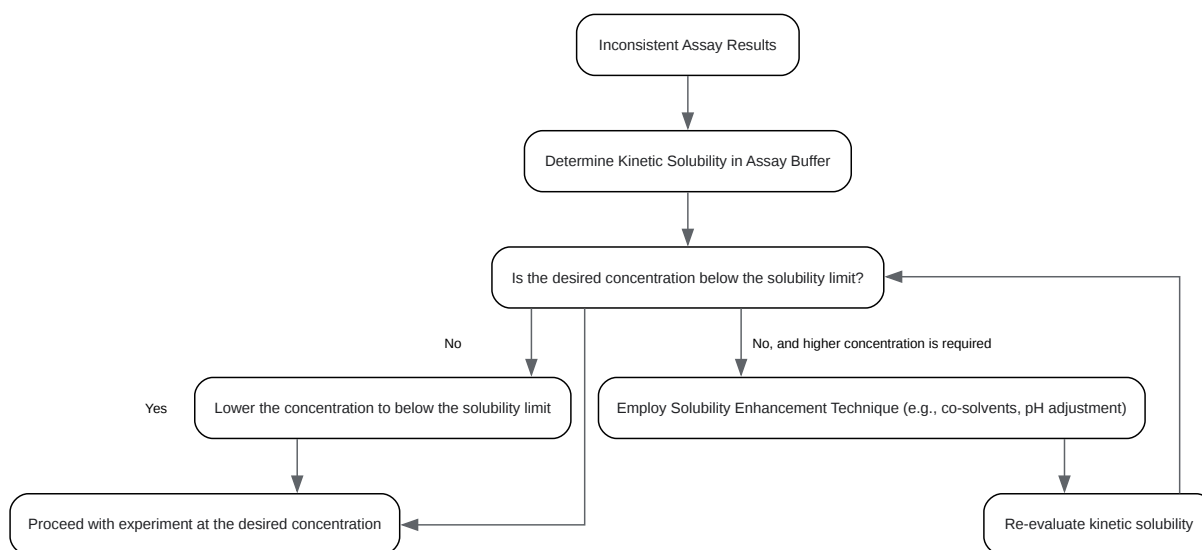 Inconsistent Assay Results
Determine Kinetic Solubility in Assay Buffer
Is the desired concentration below the solubility limit?
No
No, and higher concentration is required
Yes
Lower the concentration to below the solubility limit
Employ Solubility Enhancement Technique (e.g., co-solvents, pH adjustment)
Proceed with experiment at the desired concentration
Re-evaluate kinetic solubility